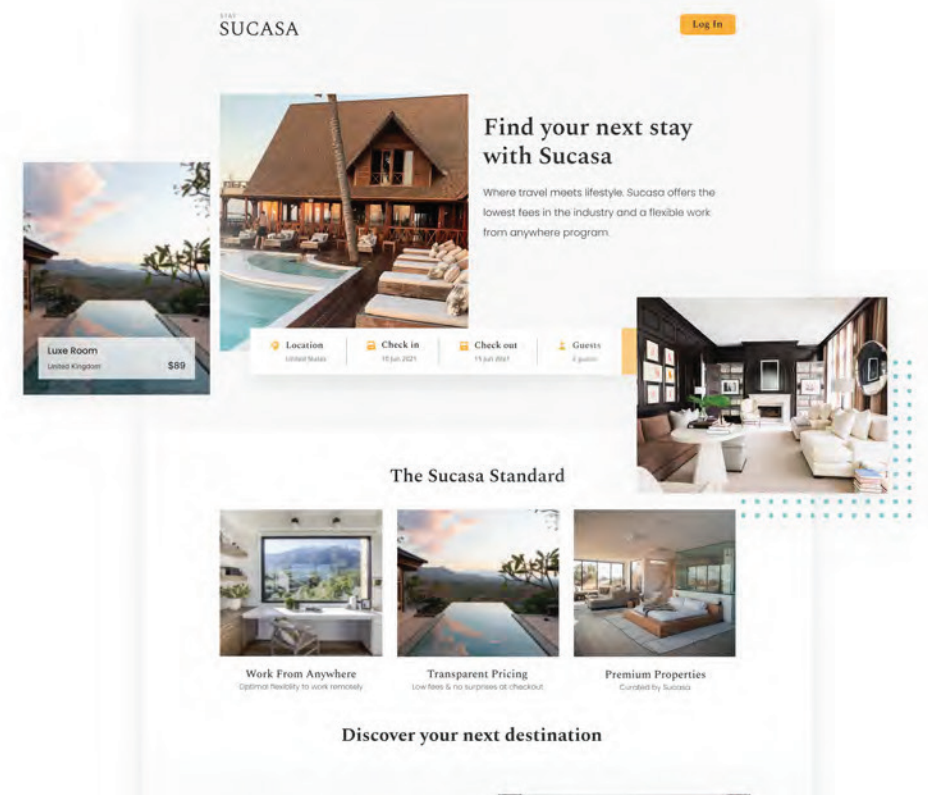 STAY
SUCASA
Log In
Find your next stay
with Sucasa
Where travel meets lifestyle. Sucasa offers the
lowest fees in the industry and a flexible work
from anywhere program.
Luxe Room
United Kingdom
$89
Location
United States
Check in
Check out
Guests
guests
The Sucasa Standard
Work From Anywhere
Optimal flexibility to work remotely
Transparent Pricing
Low fees & no surprises at checkout
Premium Properties
Curated by Sucasa
Discover your next destination